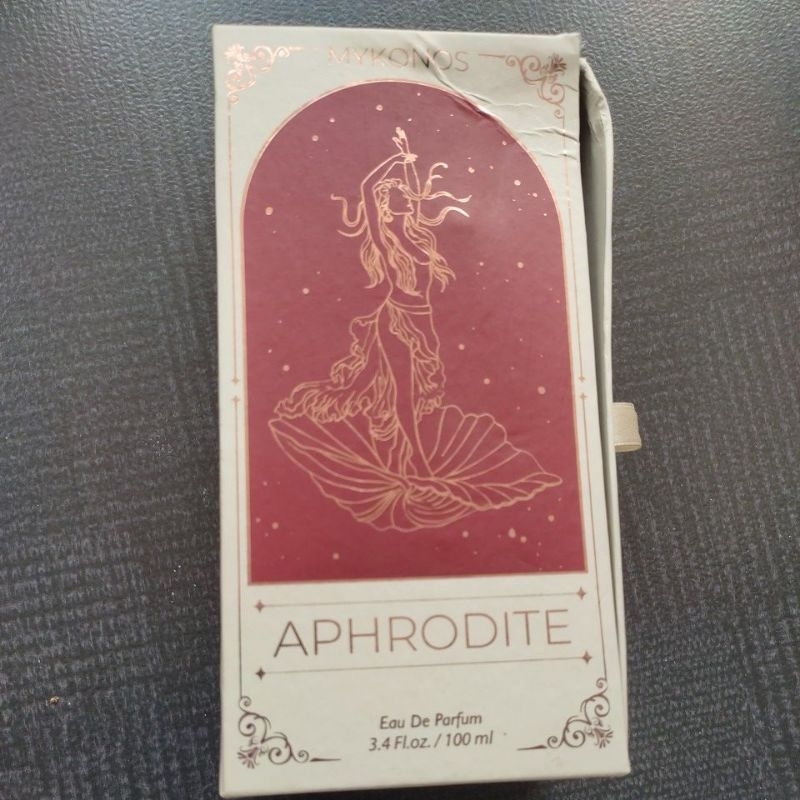 MYKONOS
APHRODITE
Eau De Parfum
3.4 Fl.oz. / 100 ml